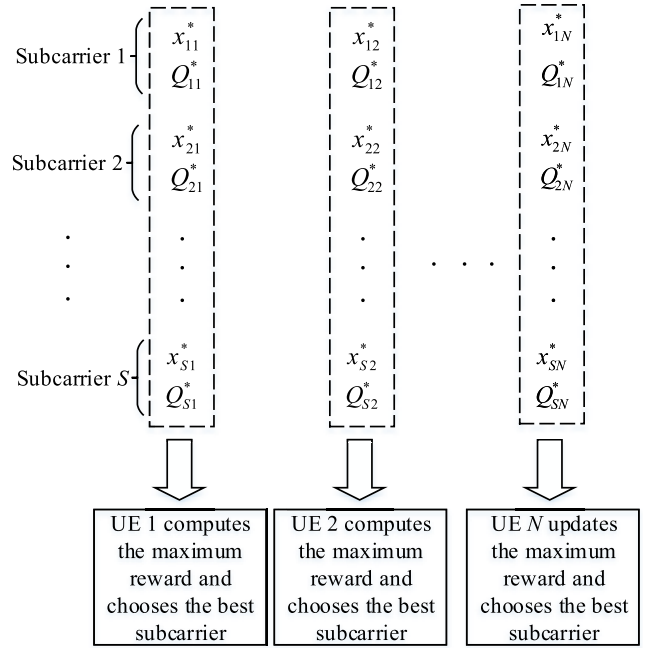 Subcarrier 1
x*11
x*12
x*1N
Q*11
Q*12
Q*1N
Subcarrier 2
x*21
x*22
x*2N
Q*21
Q*22
Q*2N
. . . .
. . . .
. . .
. . . .
Subcarrier S
x*S1
x*S2
x*SN
Q*S1
Q*S2
Q*SN
UE 1 computes
the maximum
reward and
chooses the best
subcarrier
UE 2 computes
the maximum
reward and
chooses the best
subcarrier
UE N updates
the maximum
reward and
chooses the best
subcarrier